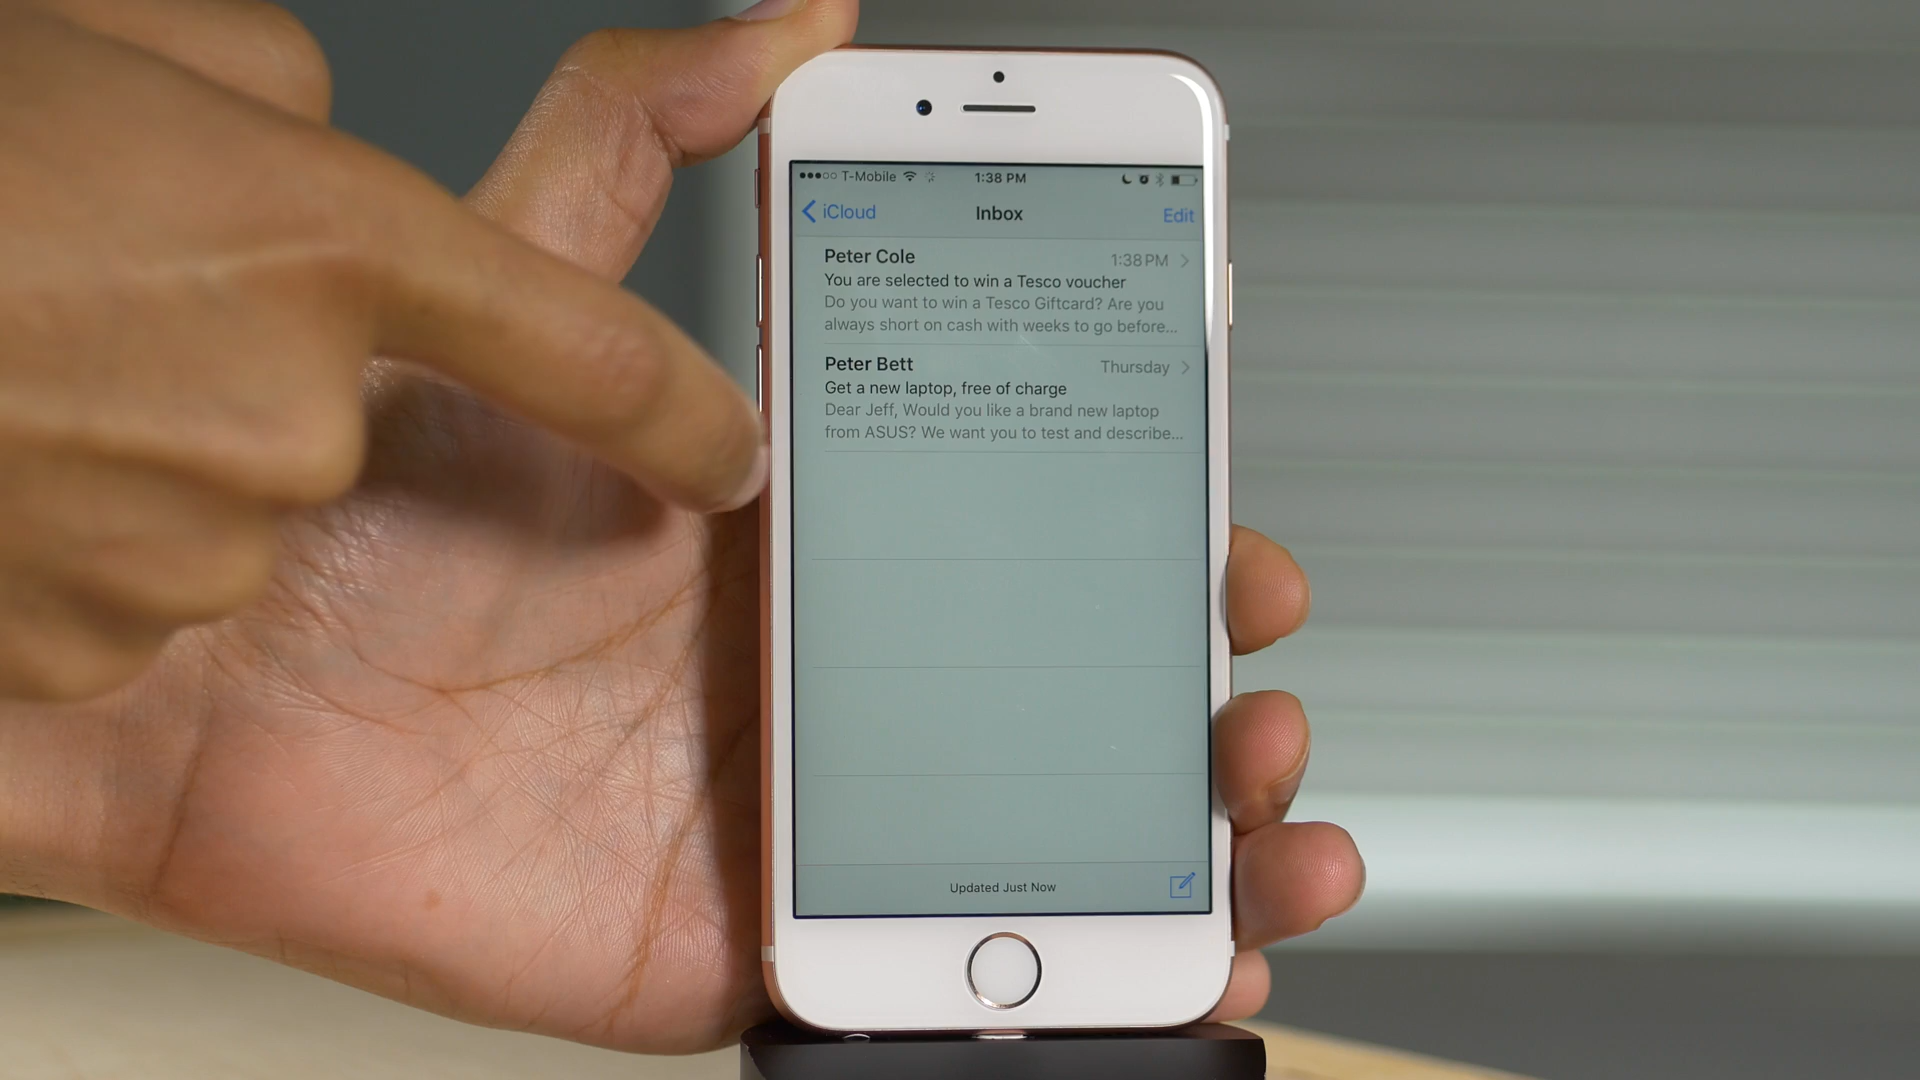 T-Mobile 1:38 PM
iCloud Inbox Edit
Peter Cole 1:38 PM
You are selected to win a Tesco voucher
Do you want to win a Tesco Giftcard? Are you
always short on cash with weeks to go before...
Peter Bett Thursday
Get a new laptop, free of charge
Dear Jeff, Would you like a brand new laptop
from ASUS? We want you to test and describe...
Updated Just Now